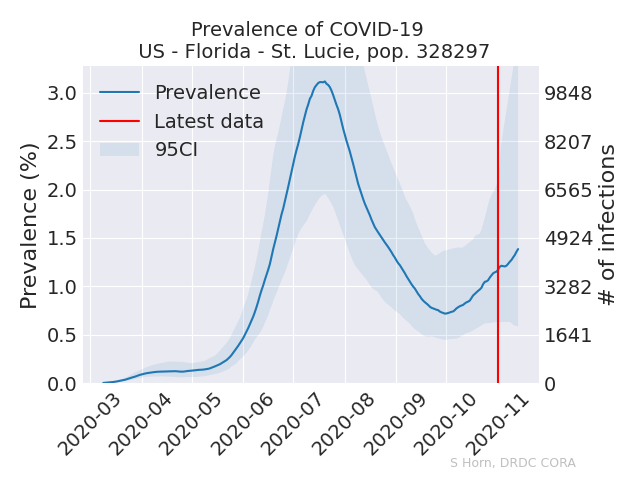 Prevalence of COVID-19
US - Florida - St. Lucie, pop. 328297
Prevalence
Latest data
95CI
Prevalence (%)
3.0
2.5
2.0
1.5
1.0
0.5
0.0
9848
8207
6565
4924
3282
1641
0
# of infections
2020-03
2020-04
2020-05
2020-06
2020-07
2020-08
2020-09
2020-10
2020-11
S Horn, DRDC CORA